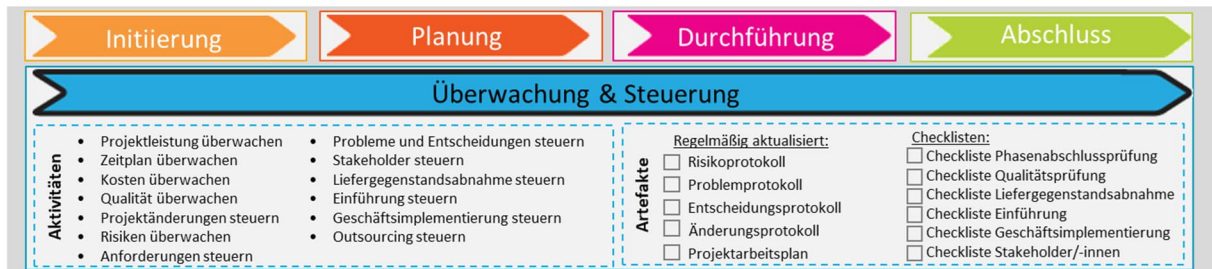 Initiierung
Planung
Durchführung
Abschluss
Überwachung & Steuerung
Aktivitäten
Projektleistung überwachen
Zeitplan überwachen
Kosten überwachen
Qualität überwachen
Projektänderungen steuern
Risiken überwachen
Anforderungen steuern
Probleme und Entscheidungen steuern
Stakeholder steuern
Liefergegenstandsabnahme steuern
Einführung steuern
Geschäftsimplementierung steuern
Outsourcing steuern
Artefakte
Regelmäßig aktualisiert:
Risikoprotokoll
Problemprotokoll
Entscheidungsprotokoll
Änderungsprotokoll
Projektarbeitsplan
Checklisten:
Checkliste Phasenabschlussprüfung
Checkliste Qualitätsprüfung
Checkliste Liefergegenstandsabnahme
Checkliste Einführung
Checkliste Geschäftsimplementierung
Checkliste Stakeholder/-innen